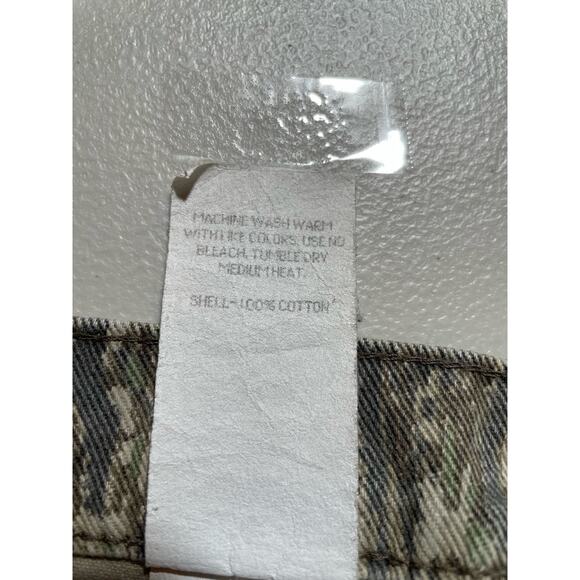 MACHINE WASH WARM
WITH LIKE COLORS. USE NO
BLEACH. TUMBLE DRY
MEDIUM HEAT.
SHELL-100% COTTON